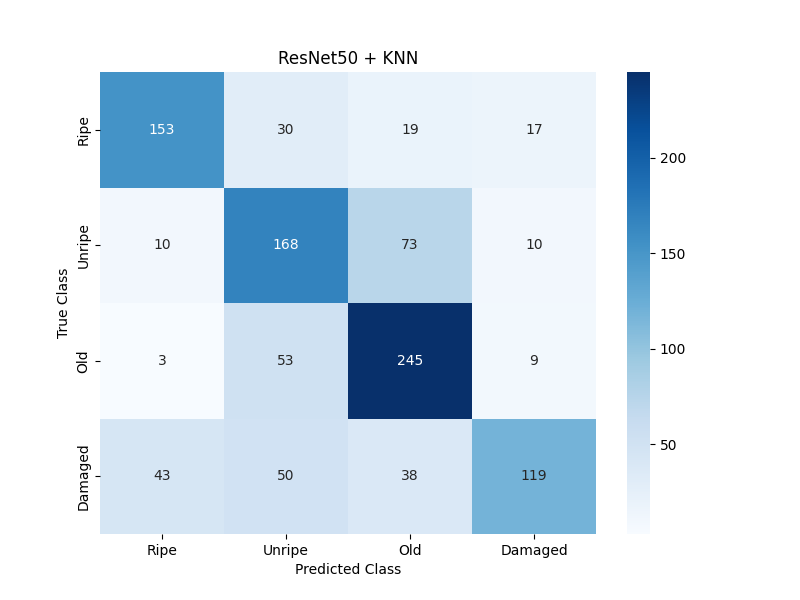 ResNet50 + KNN
Ripe 153 30 19 17
Unripe 10 168 73 10
Old 3 53 245 9
Damaged 43 50 38 119
Ripe Unripe Old Damaged
Predicted Class
True Class
200
150
100
50